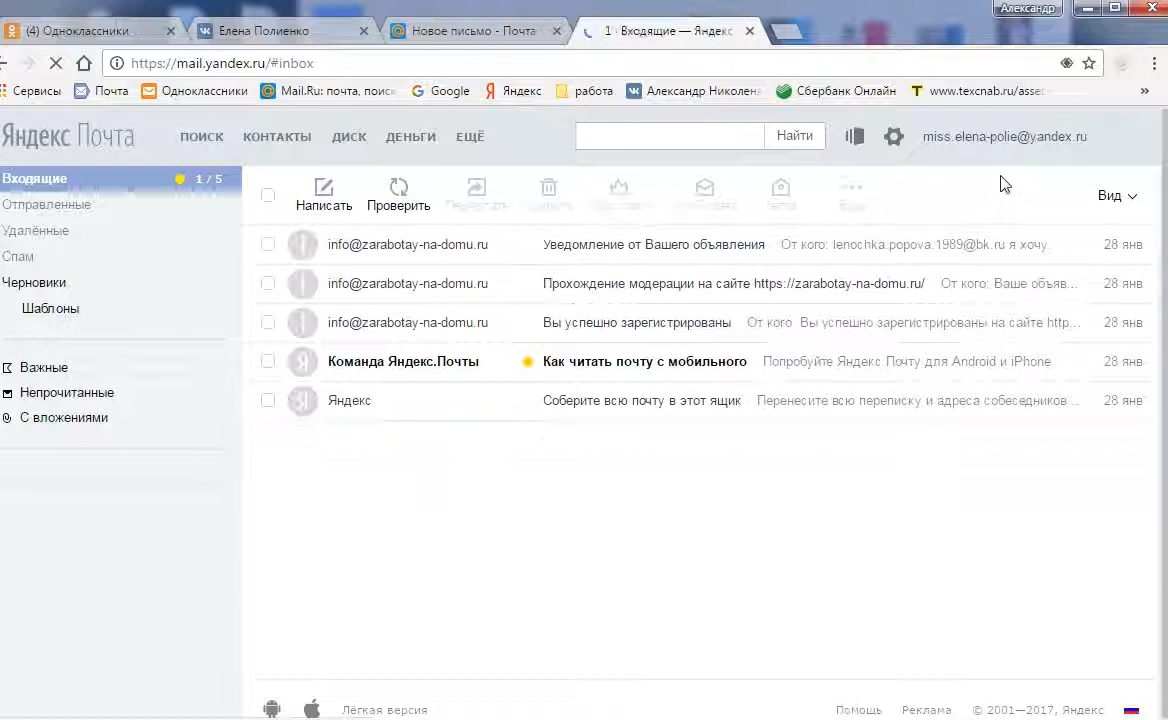 Александр
(4) Одноклассники
Елена Полиенко
Новое письмо - Почта
1 · Входящие — Яндекс
https://mail.yandex.ru/#inbox
Сервисы Почта Одноклассники Mail.Ru: почта, поиск Google Яндекс работа Александр Николен Сбербанк Онлайн www.texcnab.ru/asset »
Яндекс Почта ПОИСК КОНТАКТЫ ДИСК ДЕНЬГИ ЕЩЁ Найти miss.elena-polie@yandex.ru
Входящие 1 / 5
Отправленные
Удалённые
Спам
Черновики
Шаблоны
Важные
Непрочитанные
С вложениями
Написать Проверить Вид
info@zarabotay-na-domu.ru Уведомление от Вашего объявления От кого: lenochka.popova.1989@bk.ru я хочу 28 янв
info@zarabotay-na-domu.ru Прохождение модерации на сайте https://zarabotay-na-domu.ru/ От кого: Ваше объяв... 28 янв
info@zarabotay-na-domu.ru Вы успешно зарегистрированы От кого Вы успешно зарегистрированы на сайте http... 28 янв
Команда Яндекс.Почты Как читать почту с мобильного Попробуйте Яндекс Почту для Android и iPhone 28 янв
Яндекс Соберите всю почту в этот ящик Перенесите всю переписку и адреса собеседников ... 28 янв
Лёгкая версия Помощь Реклама © 2001—2017, Яндекс